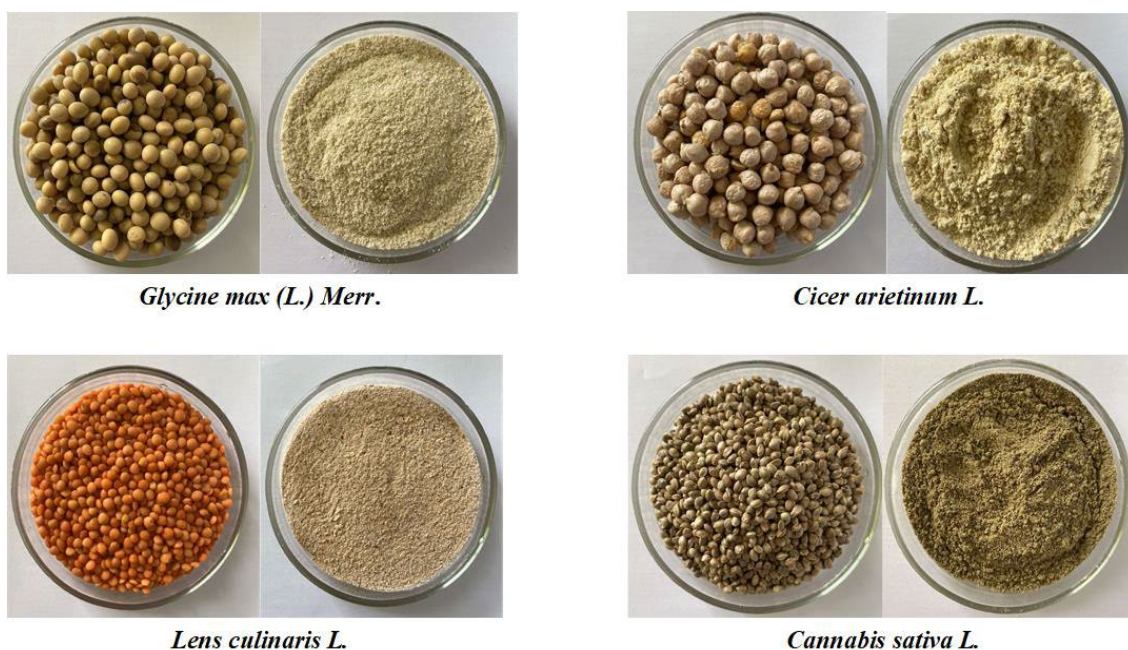 Glycine max (L.) Merr.
Cicer arietinum L.
Lens culinaris L.
Cannabis sativa L.